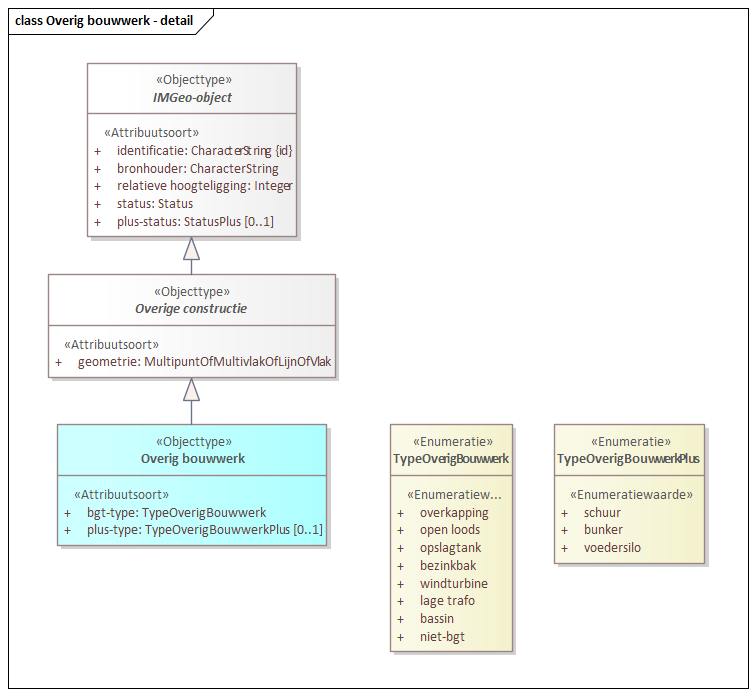 class Overig bouwwerk - detail
«Objecttype»
IMGeo-object
«Attribuutsoort»
+ identificatie: CharacterString {id}
+ bronhouder: CharacterString
+ relatieve hoogteligging: Integer
+ status: Status
+ plus-status: StatusPlus [0..1]
«Objecttype»
Overige constructie
«Attribuutsoort»
+ geometrie: MultipuntOfMultivlakOfLijnOfVlak
«Objecttype»
Overig bouwwerk
«Attribuutsoort»
+ bgt-type: TypeOverigBouwwerk
+ plus-type: TypeOverigBouwwerkPlus [0..1]
«Enumeratie»
TypeOverigBouwwerk
«Enumeratiew...
+ overkapping
+ open loods
+ opslagtank
+ bezinkbak
+ windturbine
+ lage trafo
+ bassin
+ niet-bgt
«Enumeratie»
TypeOverigBouwwerkPlus
«Enumeratiewaarde»
+ schuur
+ bunker
+ voedersilo